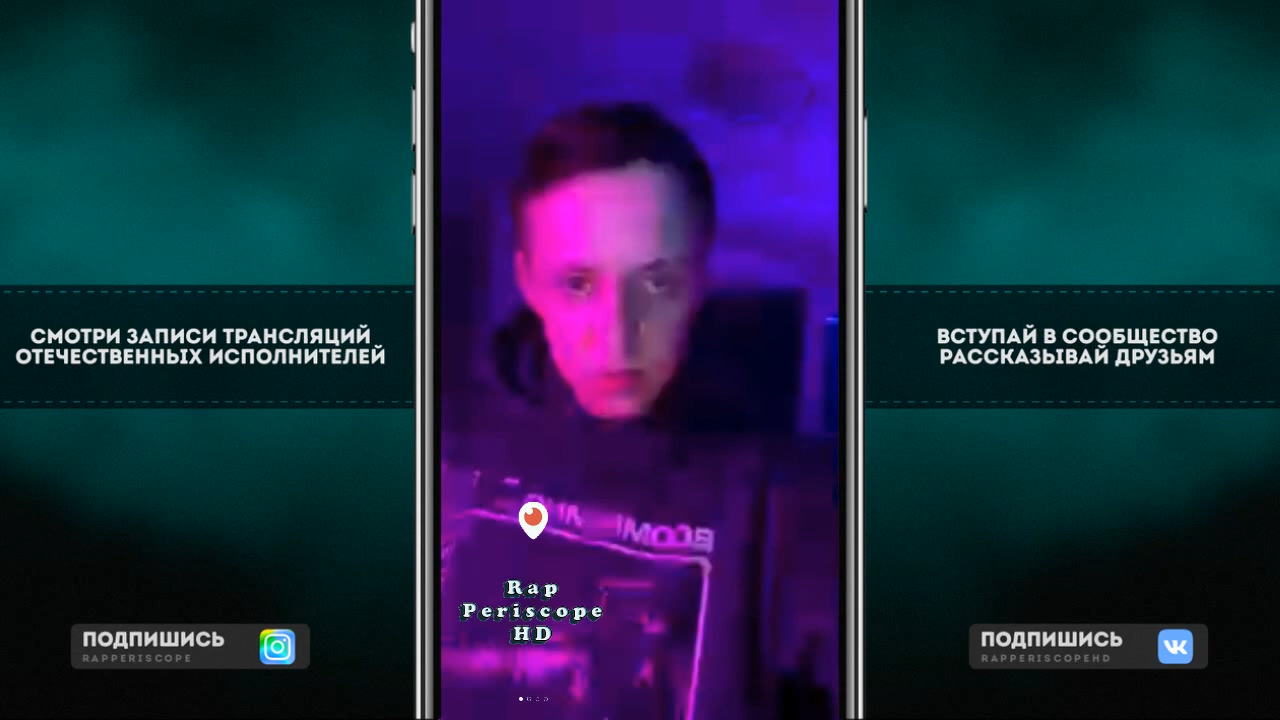 СМОТРИ ЗАПИСИ ТРАНСЛЯЦИЙ
ОТЕЧЕСТВЕННЫХ ИСПОЛНИТЕЛЕЙ
ВСТУПАЙ В СООБЩЕСТВО
РАССКАЗЫВАЙ ДРУЗЬЯМ
Rap
Periscope
HD
ПОДПИШИСЬ
RAPPERISCOPE
ПОДПИШИСЬ
RAPPERISCOPEHD